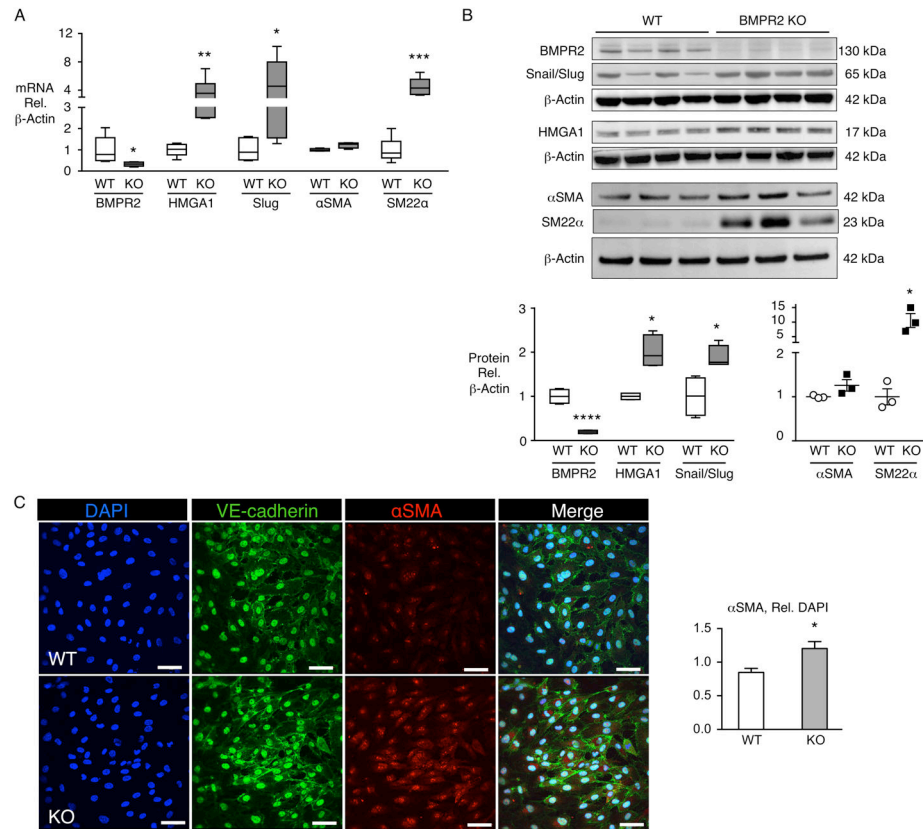 A
mRNA
Rel.
β-Actin
12
8
4
2
1
0
**
*
***
*
WT KO WT KO WT KO WT KO WT KO
BMPR2 HMGA1 Slug αSMA SM22α
B
WT BMPR2 KO
BMPR2 130 kDa
Snail/Slug 65 kDa
β-Actin 42 kDa
HMGA1 17 kDa
β-Actin 42 kDa
αSMA 42 kDa
SM22α 23 kDa
β-Actin 42 kDa
Protein
Rel.
β-Actin
3
2
1
0
*
*
****
WT KO WT KO WT KO
BMPR2 HMGA1 Snail/Slug
15
10
5
2
1
0
*
WT KO WT KO
αSMA SM22α
C
DAPI VE-cadherin αSMA Merge
WT
KO
αSMA, Rel. DAPI
1.5
1.0
0.5
0.0
*
WT KO